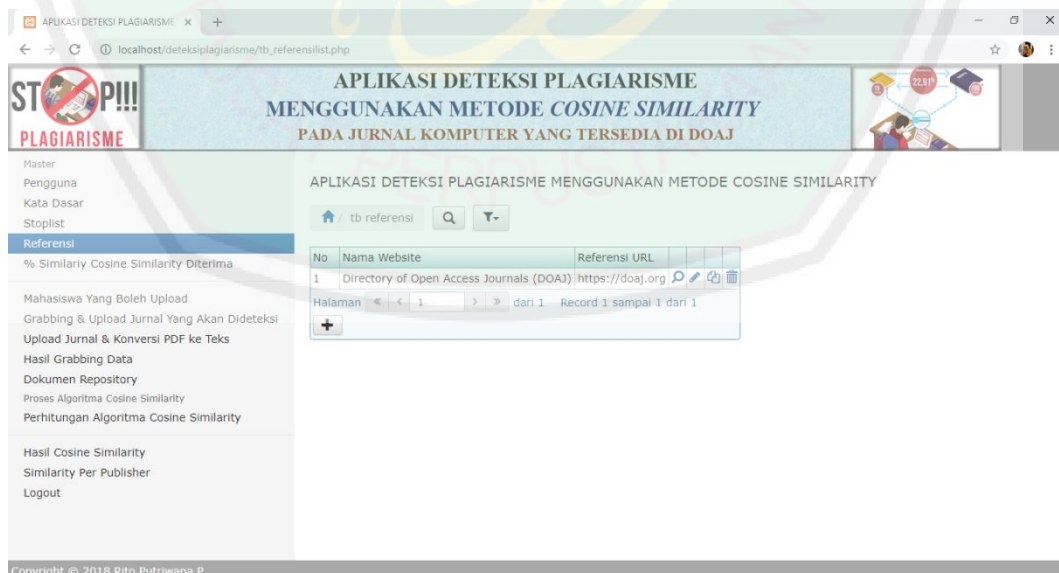 APLIKASI DETEKSI PLAGIARISME
localhost/deteksiplagiarisme/tb_referensilist.php
STOP!!!
PLAGIARISME
APLIKASI DETEKSI PLAGIARISME
MENGGUNAKAN METODE COSINE SIMILARITY
PADA JURNAL KOMPUTER YANG TERSEDIA DI DOAJ
Master
Pengguna
Kata Dasar
Stoplist
Referensi
% Similariy Cosine Similarity Diterima
Mahasiswa Yang Boleh Upload
Grabbing & Upload Jurnal Yang Akan Dideteksi
Upload Jurnal & Konversi PDF ke Teks
Hasil Grabbing Data
Dokumen Repository
Proses Algoritma Cosine Similarity
Perhitungan Algoritma Cosine Similarity
Hasil Cosine Similarity
Similarity Per Publisher
Logout
APLIKASI DETEKSI PLAGIARISME MENGGUNAKAN METODE COSINE SIMILARITY
/ tb referensi
No Nama Website Referensi URL
1 Directory of Open Access Journals (DOAJ) https://doaj.org
Halaman 1 dari 1 Record 1 sampai 1 dari 1
Copyright © 2018 Rito Putriwana P